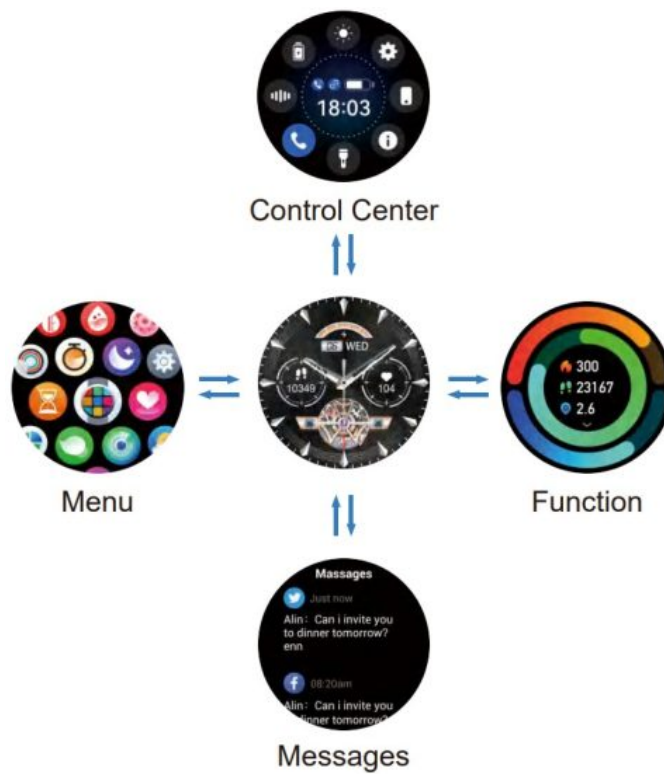 18:03
Control Center
WED
10349
104
300
23167
2.6
Menu
Function
Massages
Just now
Alin: Can i invite you
to dinner tomorrow?
enn
08:20am
Alin: Can i invite you
dinner tomorrow?
Messages